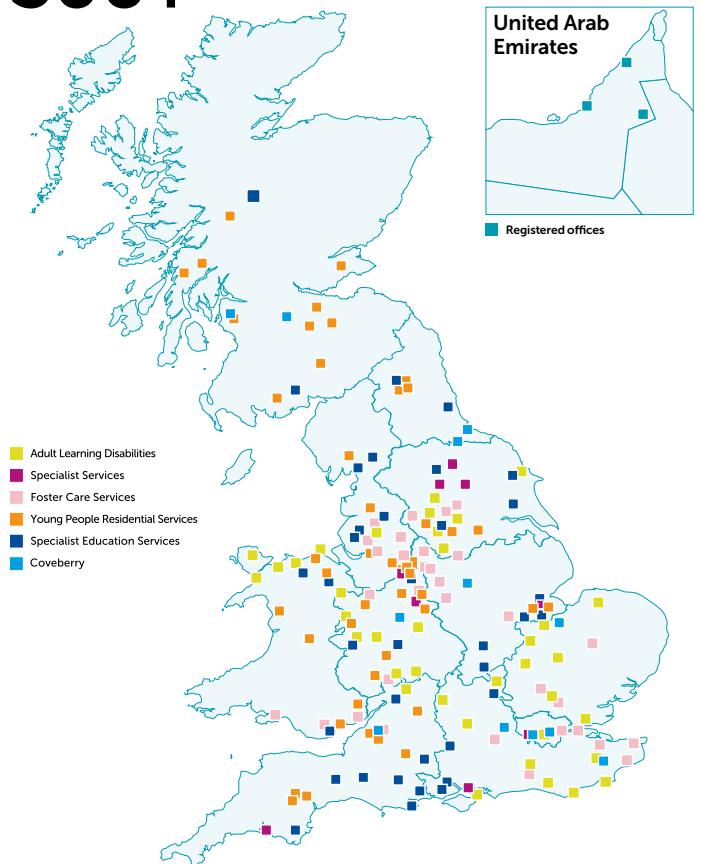 United Arab
Emirates
Registered offices
Adult Learning Disabilities
Specialist Services
Foster Care Services
Young People Residential Services
Specialist Education Services
Coveberry